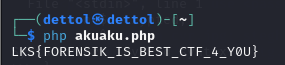 ┌──(dettol㉿dettol)-[~]
└─$ php akuaku.php
LKS{FORENSIK_IS_BEST_CTF_4_Y0U}